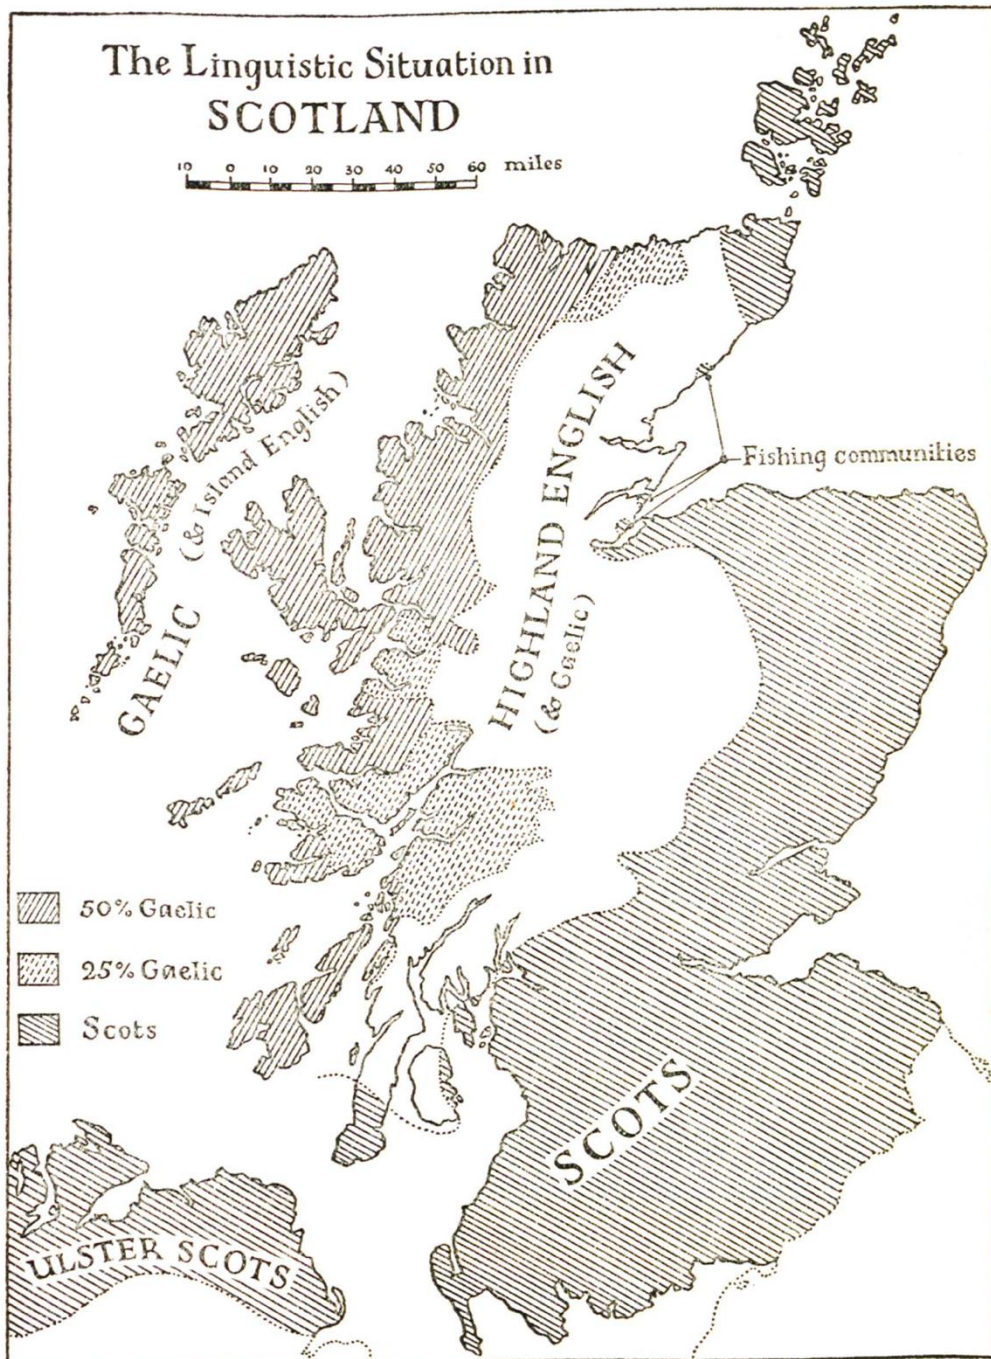 The Linguistic Situation in
SCOTLAND
10 0 10 20 30 40 50 60 miles
(& Island English)
GAELIC
HIGHLAND ENGLISH
(& Gaelic)
Fishing communities
50% Gaelic
25% Gaelic
Scots
SCOTS
ULSTER SCOTS